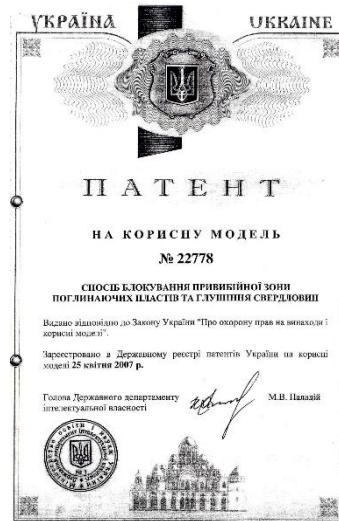 УКРАЇНА
UKRAINE
ПАТЕНТ
НА КОРИСНУ МОДЕЛЬ
№ 22778
СПОСІБ БЛОКУВАННЯ ПРИВИБІЙНОЇ ЗОНИ
ПОГЛИНАЮЧИХ ПЛАСТІВ ТА ГЛУШІННЯ СВЕРДЛОВИН
Видано відповідно до Закону України "Про охорону прав на винаходи і
корисні моделі".
Зареєстровано в Державному реєстрі патентів України на корисні
моделі 25 квітня 2007 р.
Голова Державного департаменту
інтелектуальної власності
М.В. Паладій